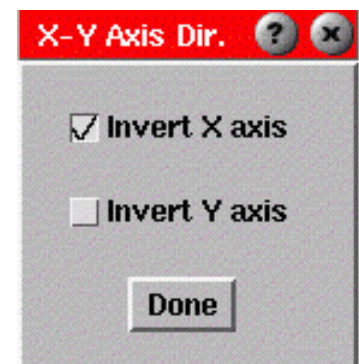 X-Y Axis Dir. ? x
Invert X axis
Invert Y axis
Done